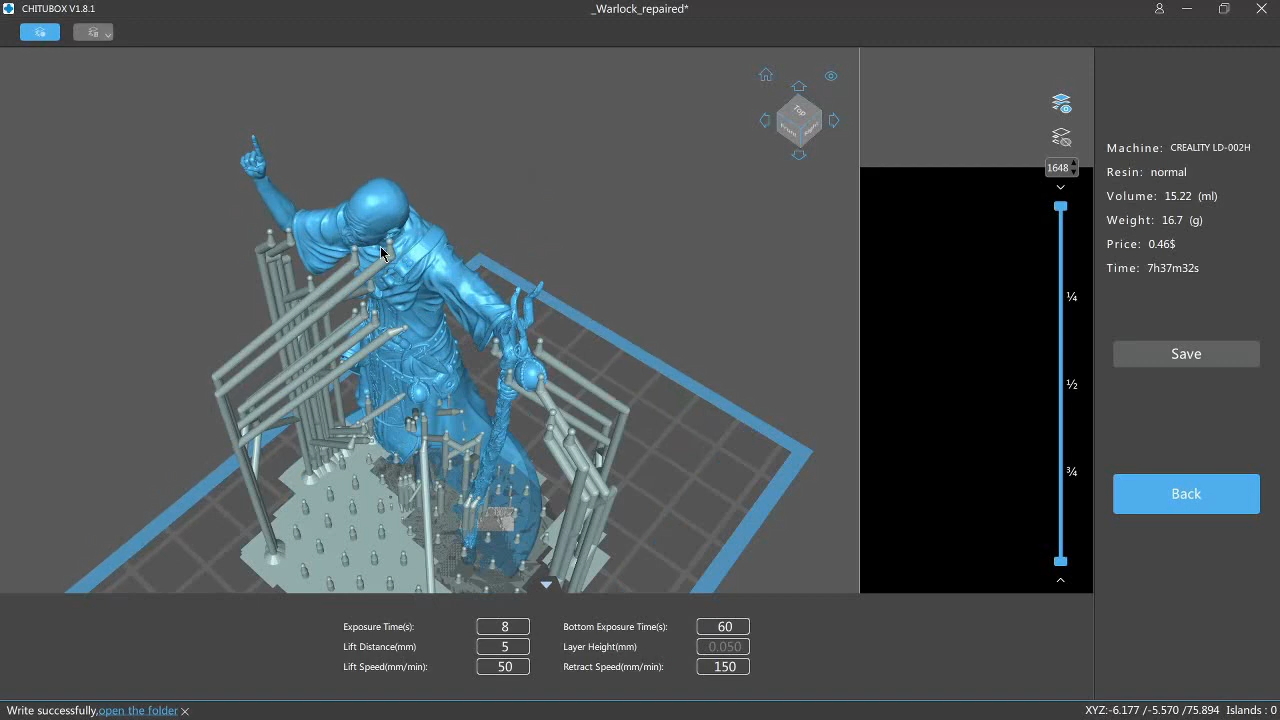 CHITUBOX V1.8.1
_Warlock_repaired*
Top
Front
Right
1648
¼
½
¾
Machine: CREALITY LD-002H
Resin: normal
Volume: 15.22 (ml)
Weight: 16.7 (g)
Price: 0.46$
Time: 7h37m32s
Save
Back
Exposure Time(s): 8 Bottom Exposure Time(s): 60
Lift Distance(mm) 5 Layer Height(mm) 0.050
Lift Speed(mm/min): 50 Retract Speed(mm/min): 150
Write successfully,open the folder XYZ:-6.177 /-5.570 /75.894 Islands : 0